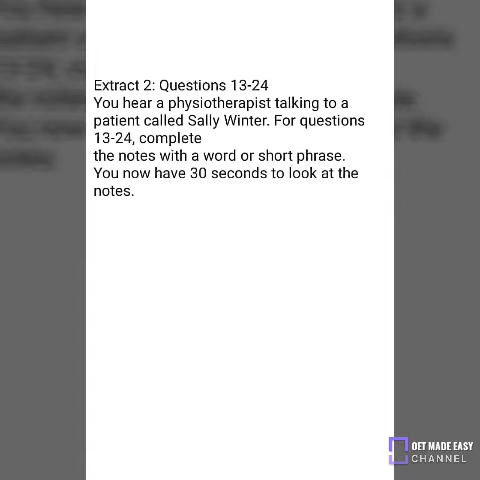 Extract 2: Questions 13-24
You hear a physiotherapist talking to a
patient called Sally Winter. For questions
13-24, complete
the notes with a word or short phrase.
You now have 30 seconds to look at the
notes.
OET MADE EASY
CHANNEL